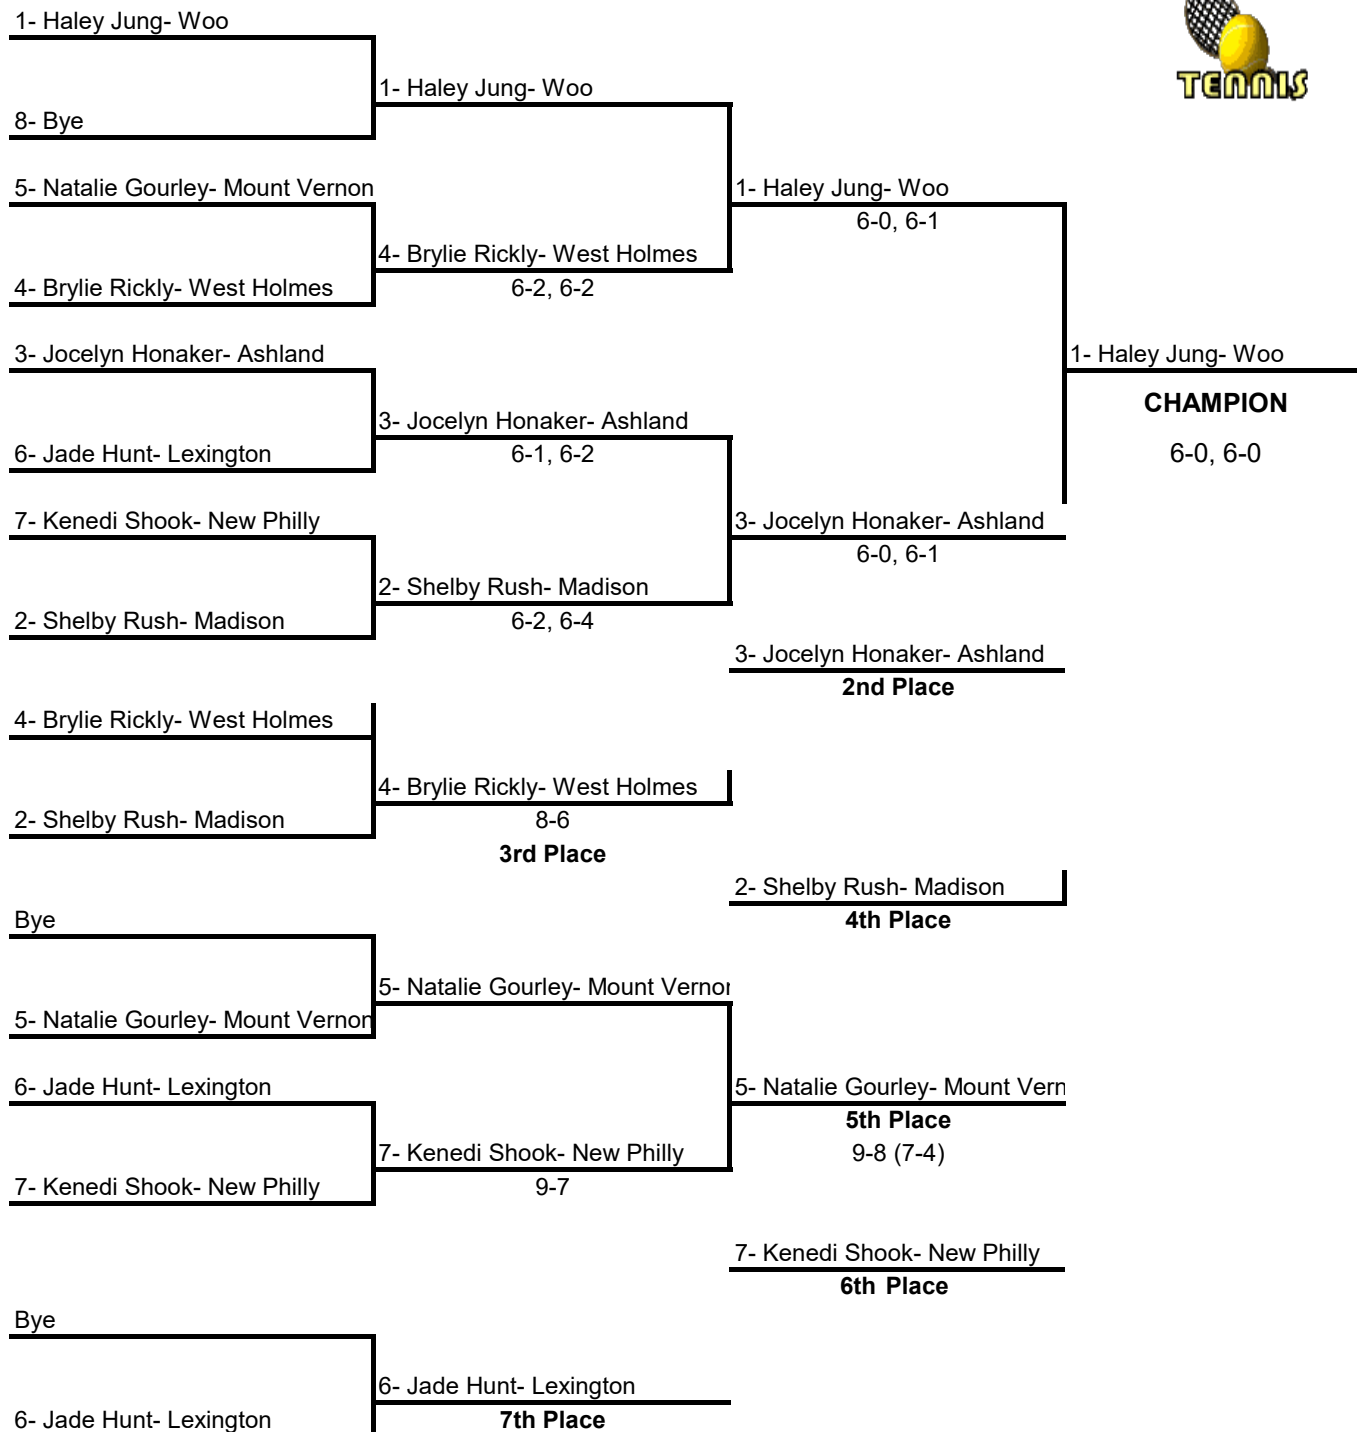 1- Haley Jung- Woo
TENNIS
1- Haley Jung- Woo
8- Bye
5- Natalie Gourley- Mount Vernon
1- Haley Jung- Woo
6-0, 6-1
4- Brylie Rickly- West Holmes
4- Brylie Rickly- West Holmes
6-2, 6-2
3- Jocelyn Honaker- Ashland
1- Haley Jung- Woo
CHAMPION
3- Jocelyn Honaker- Ashland
6- Jade Hunt- Lexington
6-1, 6-2
6-0, 6-0
7- Kenedi Shook- New Philly
3- Jocelyn Honaker- Ashland
6-0, 6-1
2- Shelby Rush- Madison
2- Shelby Rush- Madison
6-2, 6-4
3- Jocelyn Honaker- Ashland
2nd Place
4- Brylie Rickly- West Holmes
4- Brylie Rickly- West Holmes
2- Shelby Rush- Madison
8-6
3rd Place
2- Shelby Rush- Madison
4th Place
Bye
5- Natalie Gourley- Mount Vernon
5- Natalie Gourley- Mount Vernon
6- Jade Hunt- Lexington
5- Natalie Gourley- Mount Vern
5th Place
7- Kenedi Shook- New Philly
9-8 (7-4)
7- Kenedi Shook- New Philly
9-7
7- Kenedi Shook- New Philly
6th Place
Bye
6- Jade Hunt- Lexington
6- Jade Hunt- Lexington
7th Place